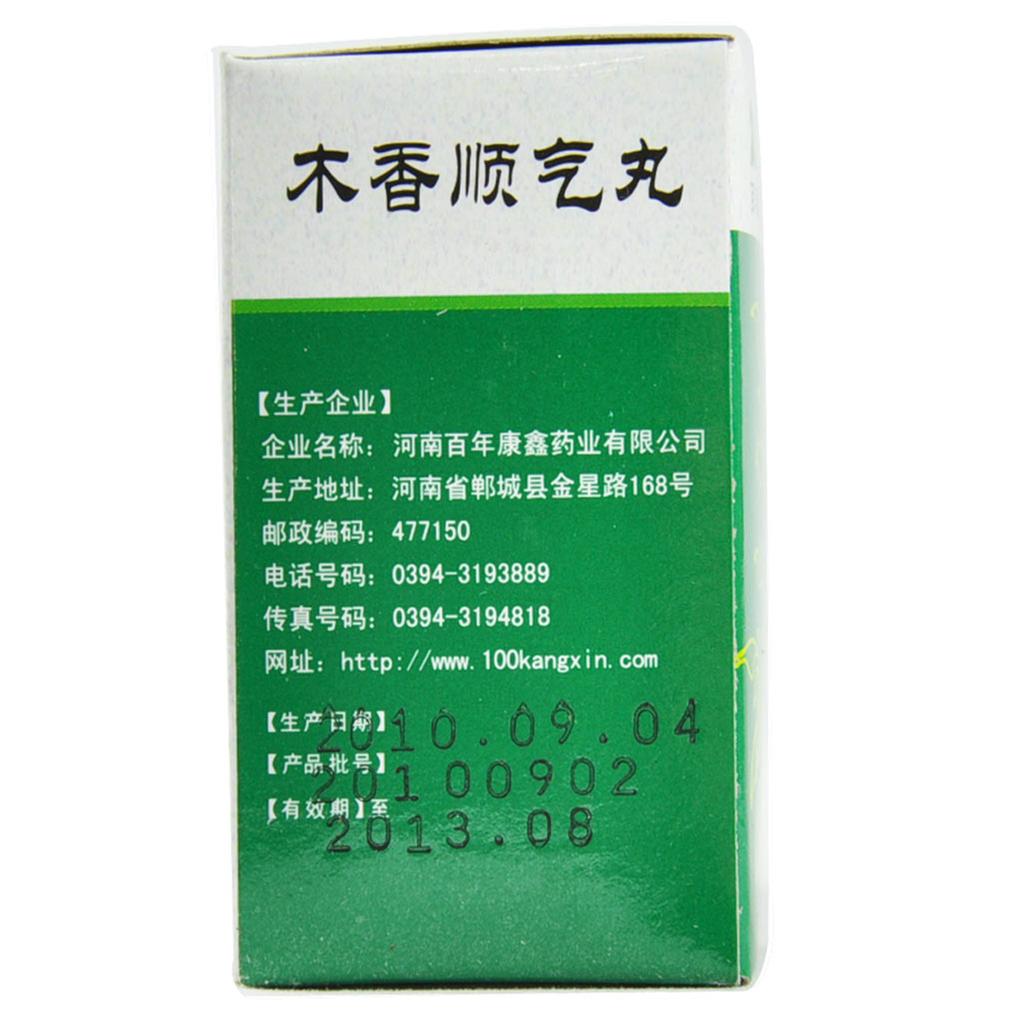 木香顺气丸
【生产企业】
企业名称：河南百年康鑫药业有限公司
生产地址：河南省郸城县金星路168号
邮政编码：477150
电话号码：0394-3193889
传真号码：0394-3194818
网址：http://www.100kangxin.com
【生产日期】2010.09.04
【产品批号】20100902
【有效期】至2013.08